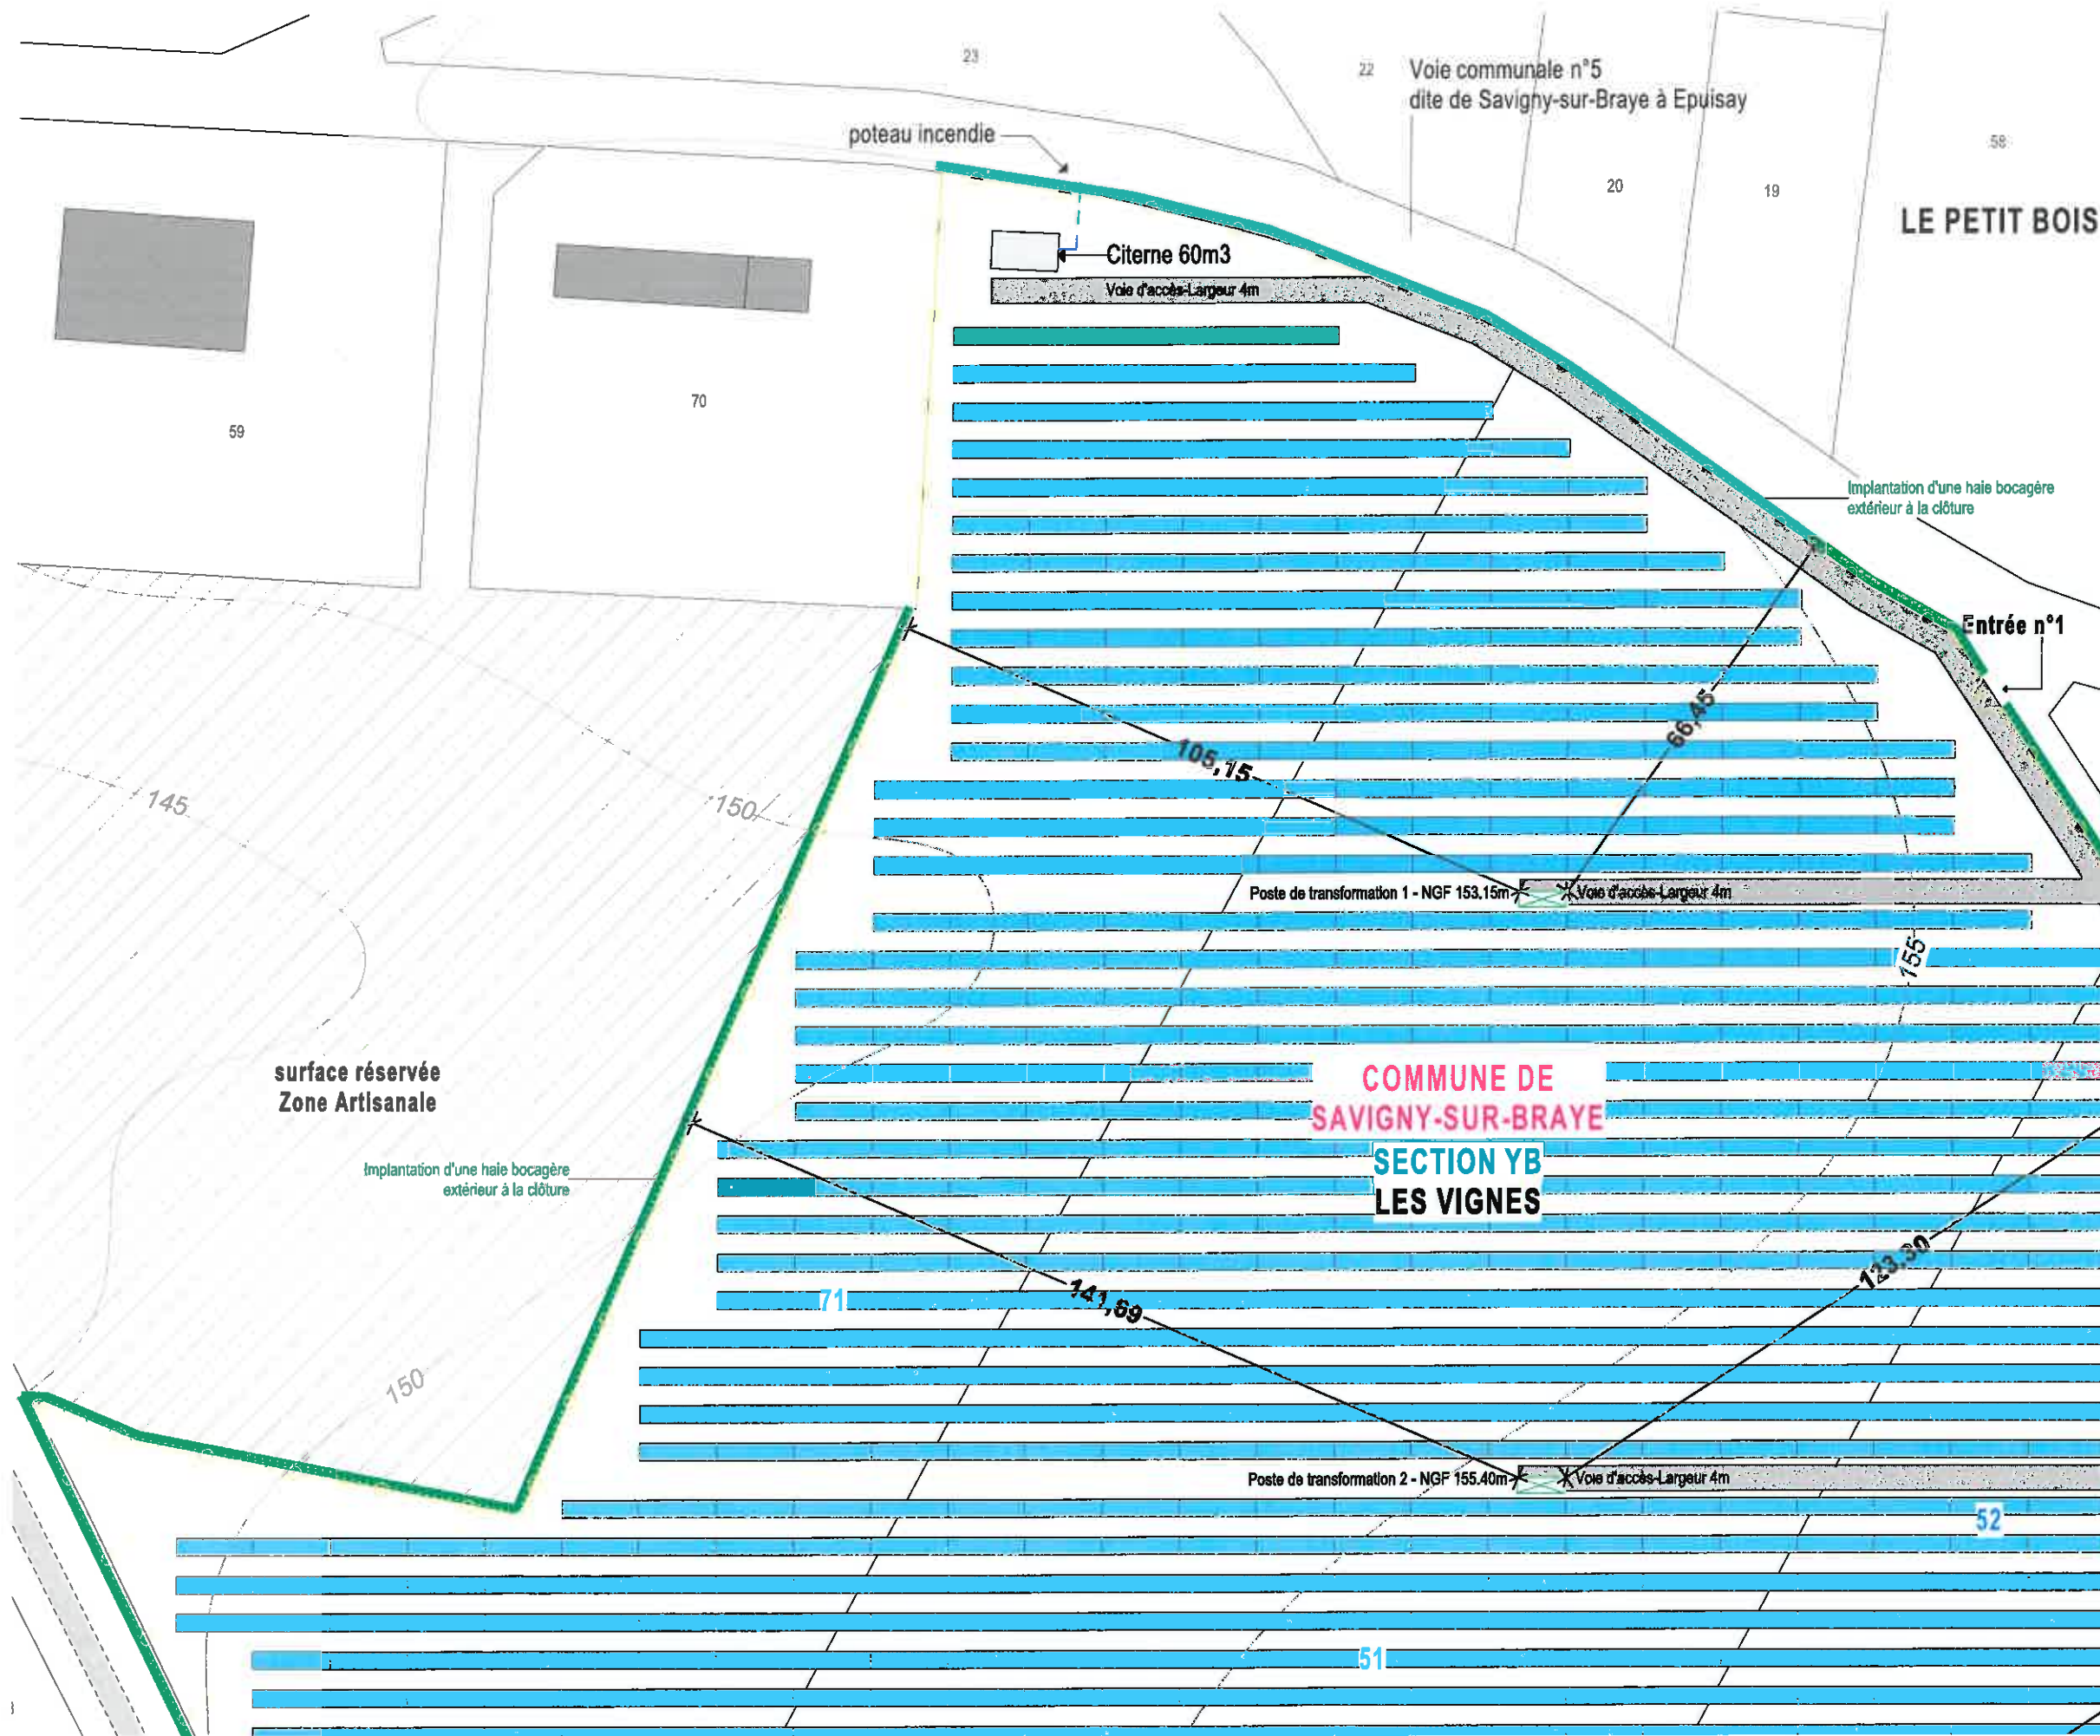 23
22
Voie communale n°5
dite de Savigny-sur-Braye à Epuisay
poteau incendie
58
20
19
LE PETIT BOIS
Citerne 60m3
Voie d'accès-Largeur 4m
59
70
Implantation d'une haie bocagère
extérieur à la clôture
Entrée n°1
66,45
105,15
145
150
Poste de transformation 1 - NGF 153.15m
Voie d'accès-Largeur 4m
155
surface réservée
Zone Artisanale
COMMUNE DE
SAVIGNY-SUR-BRAYE
SECTION YB
LES VIGNES
Implantation d'une haie bocagère
extérieur à la clôture
123,30
141,69
71
150
Poste de transformation 2 - NGF 155.40m
Voie d'accès-Largeur 4m
52
51